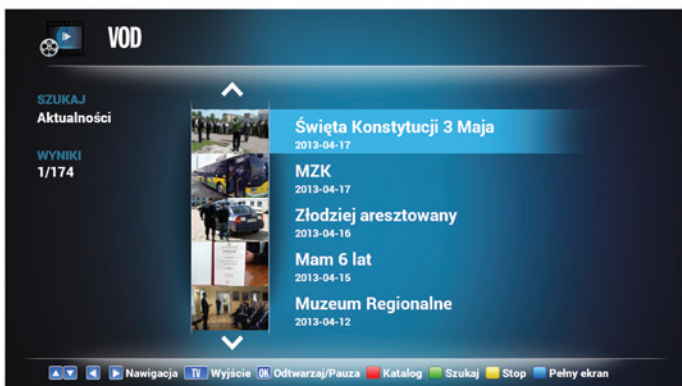 VOD
SZUKAJ
Aktualności
WYNIKI
1/174
Święta Konstytucji 3 Maja
2013-04-17
MZK
2013-04-17
Złodziej aresztowany
2013-04-16
Mam 6 lat
2013-04-15
Muzeum Regionalne
2013-04-12
Nawigacja TV Wyjście OK Odtwarzaj/Pauza Katalog Szukaj Stop Pełny ekran